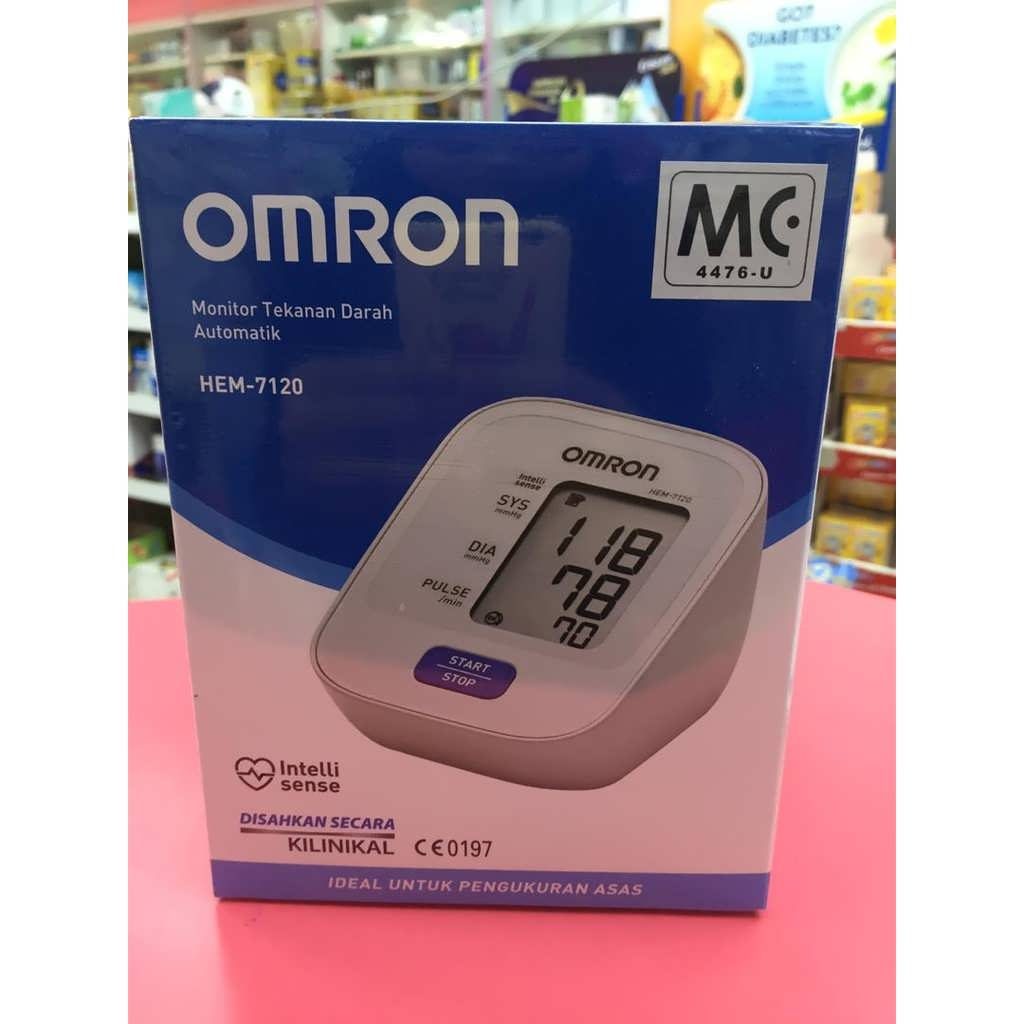 GOT
DIABETES?
OMRON
MC
4476-U
Monitor Tekanan Darah
Automatik
HEM-7120
OMRON
HEM-7120
Intelli
sense
SYS
mmHg
118
DIA
mmHg
78
PULSE
/min
70
START
STOP
Intelli
sense
DISAHKAN SECARA
KILINIKAL
CE0197
IDEAL UNTUK PENGUKURAN ASAS